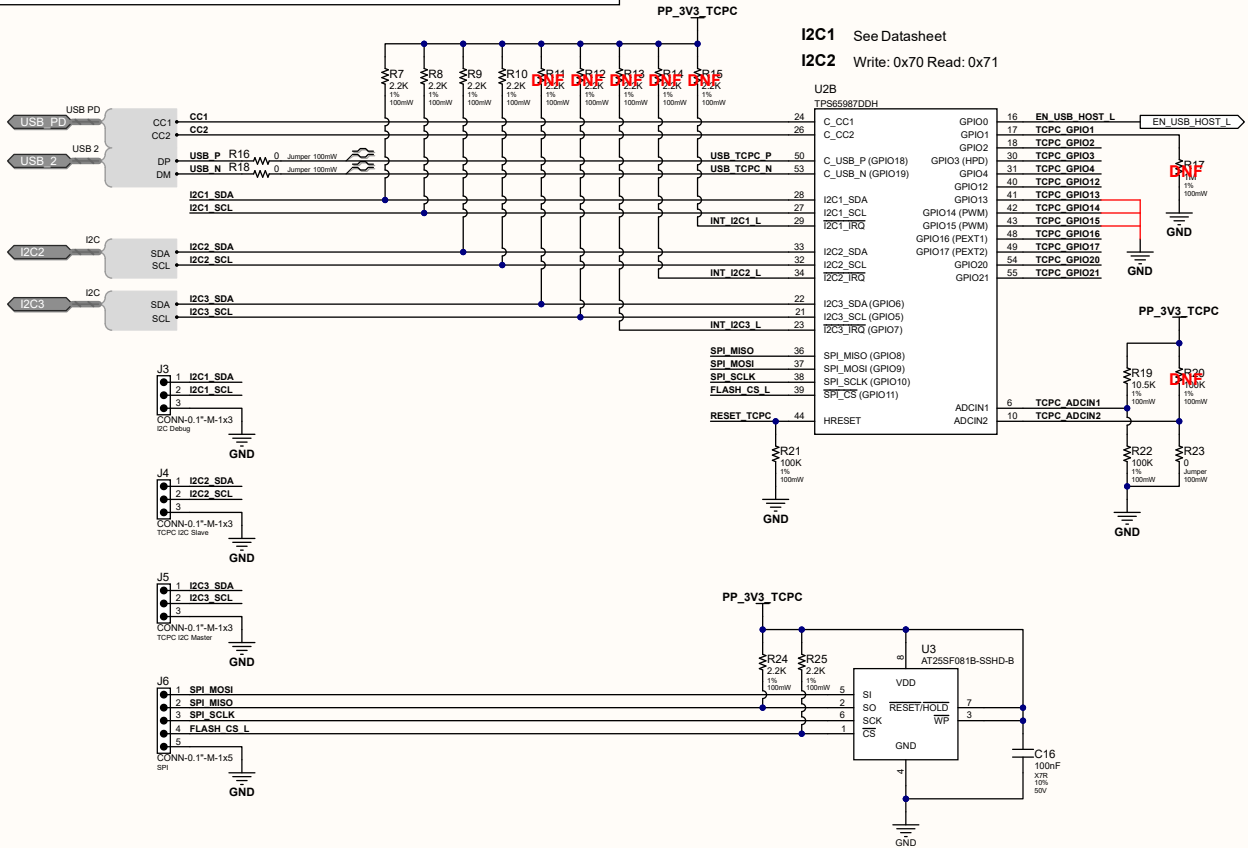 PP_3V3_TCPC
I2C1 See Datasheet
I2C2 Write: 0x70 Read: 0x71
R7
2.2K
1%
100mW
R8
2.2K
1%
100mW
R9
2.2K
1%
100mW
R10
2.2K
1%
100mW
R11
DNF
2.2K
1%
100mW
R12
DNF
2.2K
1%
100mW
R13
DNF
2.2K
1%
100mW
R14
DNF
2.2K
1%
100mW
R15
DNF
2.2K
1%
100mW
USB PD
USB_PD
CC1
CC2
CC1
CC2
USB 2
USB_2
DP
DM
USB_P R16 0 Jumper 100mW
USB_N R18 0 Jumper 100mW
USB_TCPC_P
USB_TCPC_N
I2C1_SDA
I2C1_SCL
INT_I2C1_L
I2C
I2C2
SDA
SCL
I2C2_SDA
I2C2_SCL
INT_I2C2_L
I2C
I2C3
SDA
SCL
I2C3_SDA
I2C3_SCL
INT_I2C3_L
SPI_MISO
SPI_MOSI
SPI_SCLK
FLASH_CS_L
RESET_TCPC
R21
100K
1%
100mW
GND
U2B
TPS65987DDH
24 C_CC1
26 C_CC2
50 C_USB_P (GPIO18)
53 C_USB_N (GPIO19)
28 I2C1_SDA
27 I2C1_SCL
29 I2C1_IRQ
33 I2C2_SDA
32 I2C2_SCL
34 I2C2_IRQ
22 I2C3_SDA (GPIO6)
21 I2C3_SCL (GPIO5)
23 I2C3_IRQ (GPIO7)
36 SPI_MISO (GPIO8)
37 SPI_MOSI (GPIO9)
38 SPI_SCLK (GPIO10)
39 SPI_CS (GPIO11)
44 HRESET
GPIO0 16 EN_USB_HOST_L
EN_USB_HOST_L
GPIO1 17 TCPC_GPIO1
GPIO2 18 TCPC_GPIO2
GPIO3 (HPD) 30 TCPC_GPIO3
GPIO4 31 TCPC_GPIO4
GPIO12 40 TCPC_GPIO12
GPIO13 41 TCPC_GPIO13
GPIO14 (PWM) 42 TCPC_GPIO14
GPIO15 (PWM) 43 TCPC_GPIO15
GPIO16 (PEXT1) 48 TCPC_GPIO16
GPIO17 (PEXT2) 49 TCPC_GPIO17
GPIO20 54 TCPC_GPIO20
GPIO21 55 TCPC_GPIO21
ADCIN1 6 TCPC_ADCIN1
ADCIN2 10 TCPC_ADCIN2
R17
DNF
1M
1%
100mW
GND
GND
PP_3V3_TCPC
R19
10.5K
1%
100mW
R20
DNF
100K
1%
100mW
R22
100K
1%
100mW
R23
0
Jumper
100mW
GND
J3
1 I2C1_SDA
2 I2C1_SCL
3
CONN-0.1"-M-1x3
I2C Debug
GND
J4
1 I2C2_SDA
2 I2C2_SCL
3
CONN-0.1"-M-1x3
TCPC I2C Slave
GND
J5
1 I2C3_SDA
2 I2C3_SCL
3
CONN-0.1"-M-1x3
TCPC I2C Master
GND
J6
1 SPI_MOSI
2 SPI_MISO
3 SPI_SCLK
4 FLASH_CS_L
5
CONN-0.1"-M-1x5
SPI
GND
PP_3V3_TCPC
R24
2.2K
1%
100mW
R25
2.2K
1%
100mW
U3
AT25SF081B-SSHD-B
8
VDD
5 SI
2 SO
6 SCK
1 CS
RESET/HOLD 7
WP 3
GND
4
C16
100nF
X7R
10%
50V
GND